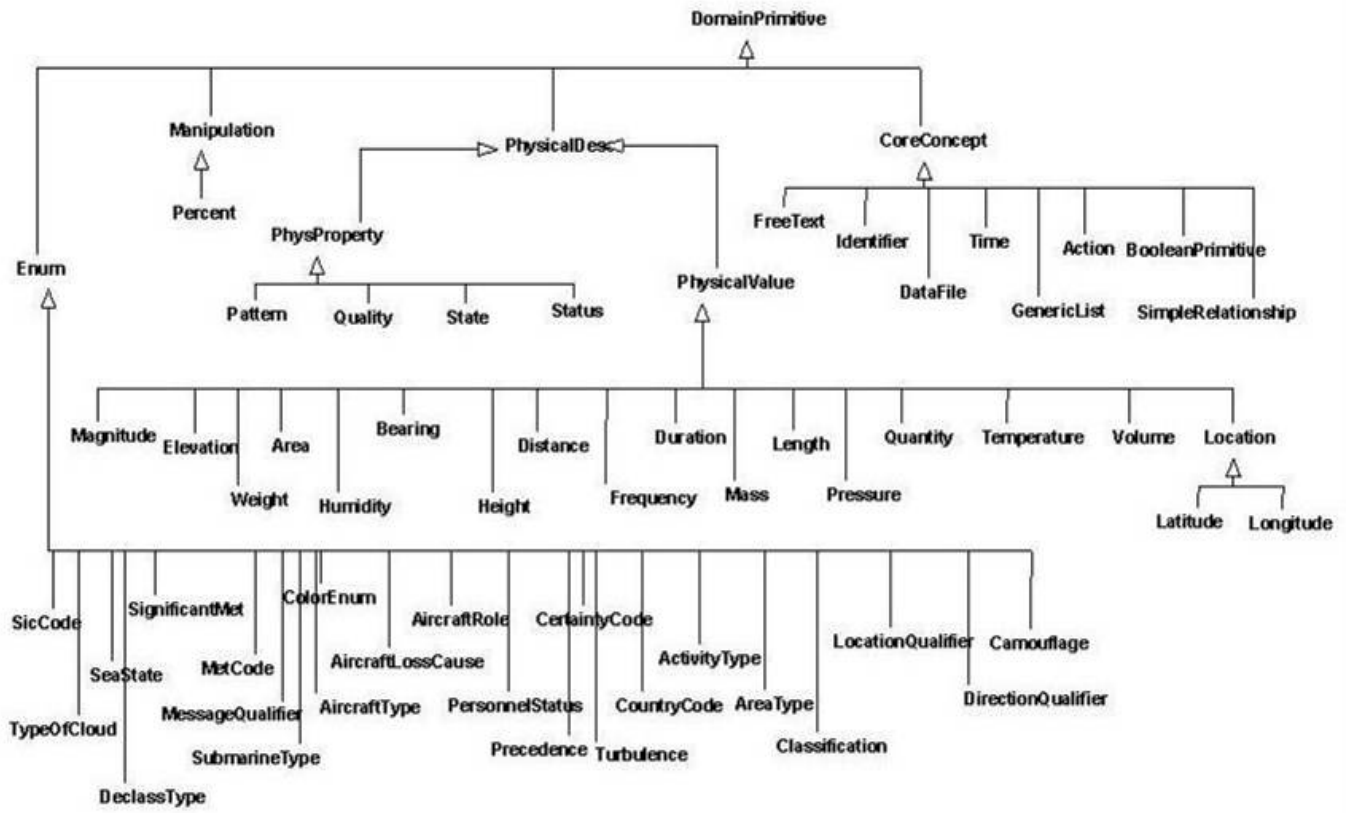 DomainPrimitive
Manipulation
PhysicalDesc
CoreConcept
Percent
FreeText
PhysProperty
Identifier
Time
Action
BooleanPrimitive
Enum
PhysicalValue
DataFile
Pattern
Quality
State
Status
GenericList
SimpleRelationship
Magnitude
Elevation
Area
Bearing
Distance
Duration
Length
Quantity
Temperature
Volume
Location
Weight
Humidity
Height
Frequency
Mass
Pressure
Latitude
Longitude
SicCode
SignificantMet
ColorEnum
AircraftRole
CertaintyCode
LocationQualifier
Camouflage
SeaState
MetCode
AircraftLossCause
ActivityType
TypeOfCloud
MessageQualifier
AircraftType
PersonnelStatus
CountryCode
AreaType
DirectionQualifier
SubmarineType
Precedence
Turbulence
Classification
DeclassType